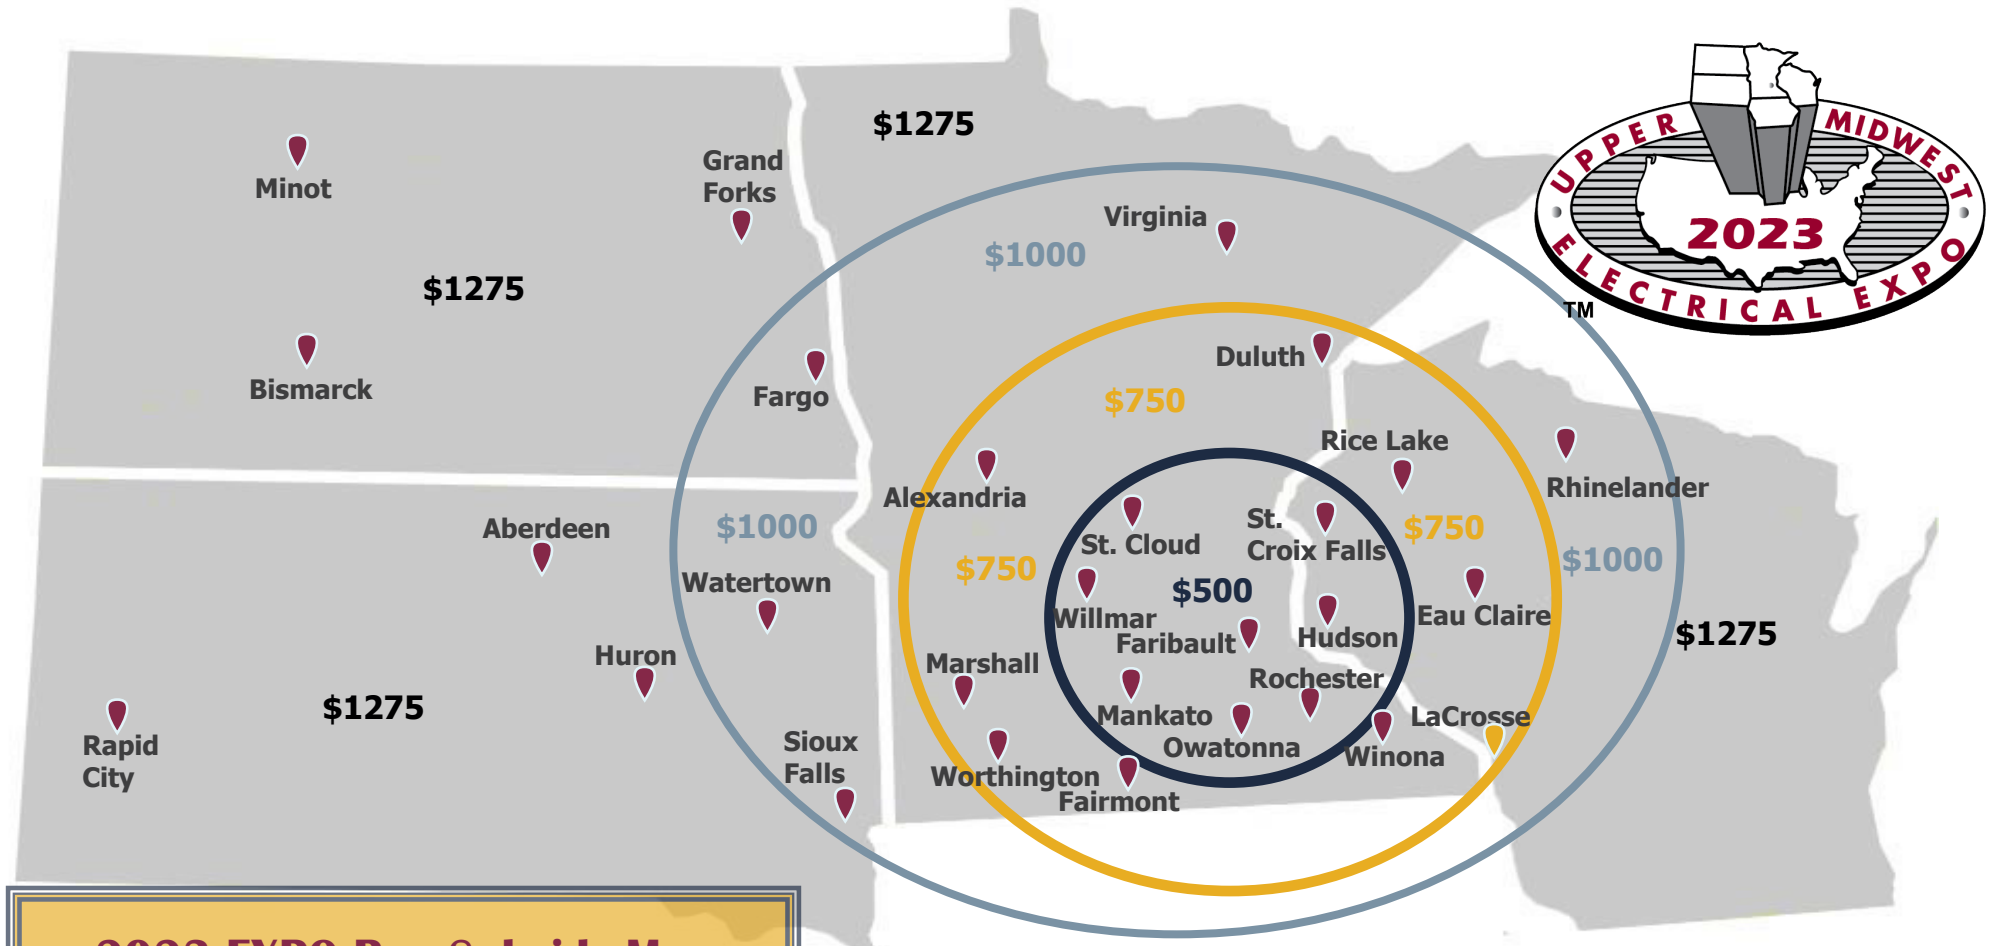 UPPER MIDWEST
2023
ELECTRICAL EXPO
TM
$1275
Minot
Grand
Forks
Virginia
$1000
$1275
Bismarck
Fargo
Duluth
$750
Rice Lake
Rhinelander
Alexandria
Aberdeen
$1000
St. Cloud
St.
Croix Falls
$750
$1000
$750
Watertown
$500
Willmar
Faribault
Hudson
Eau Claire
$1275
Huron
Marshall
Rochester
$1275
Mankato
LaCrosse
Rapid
City
Sioux
Falls
Owatonna
Winona
Worthington
Fairmont